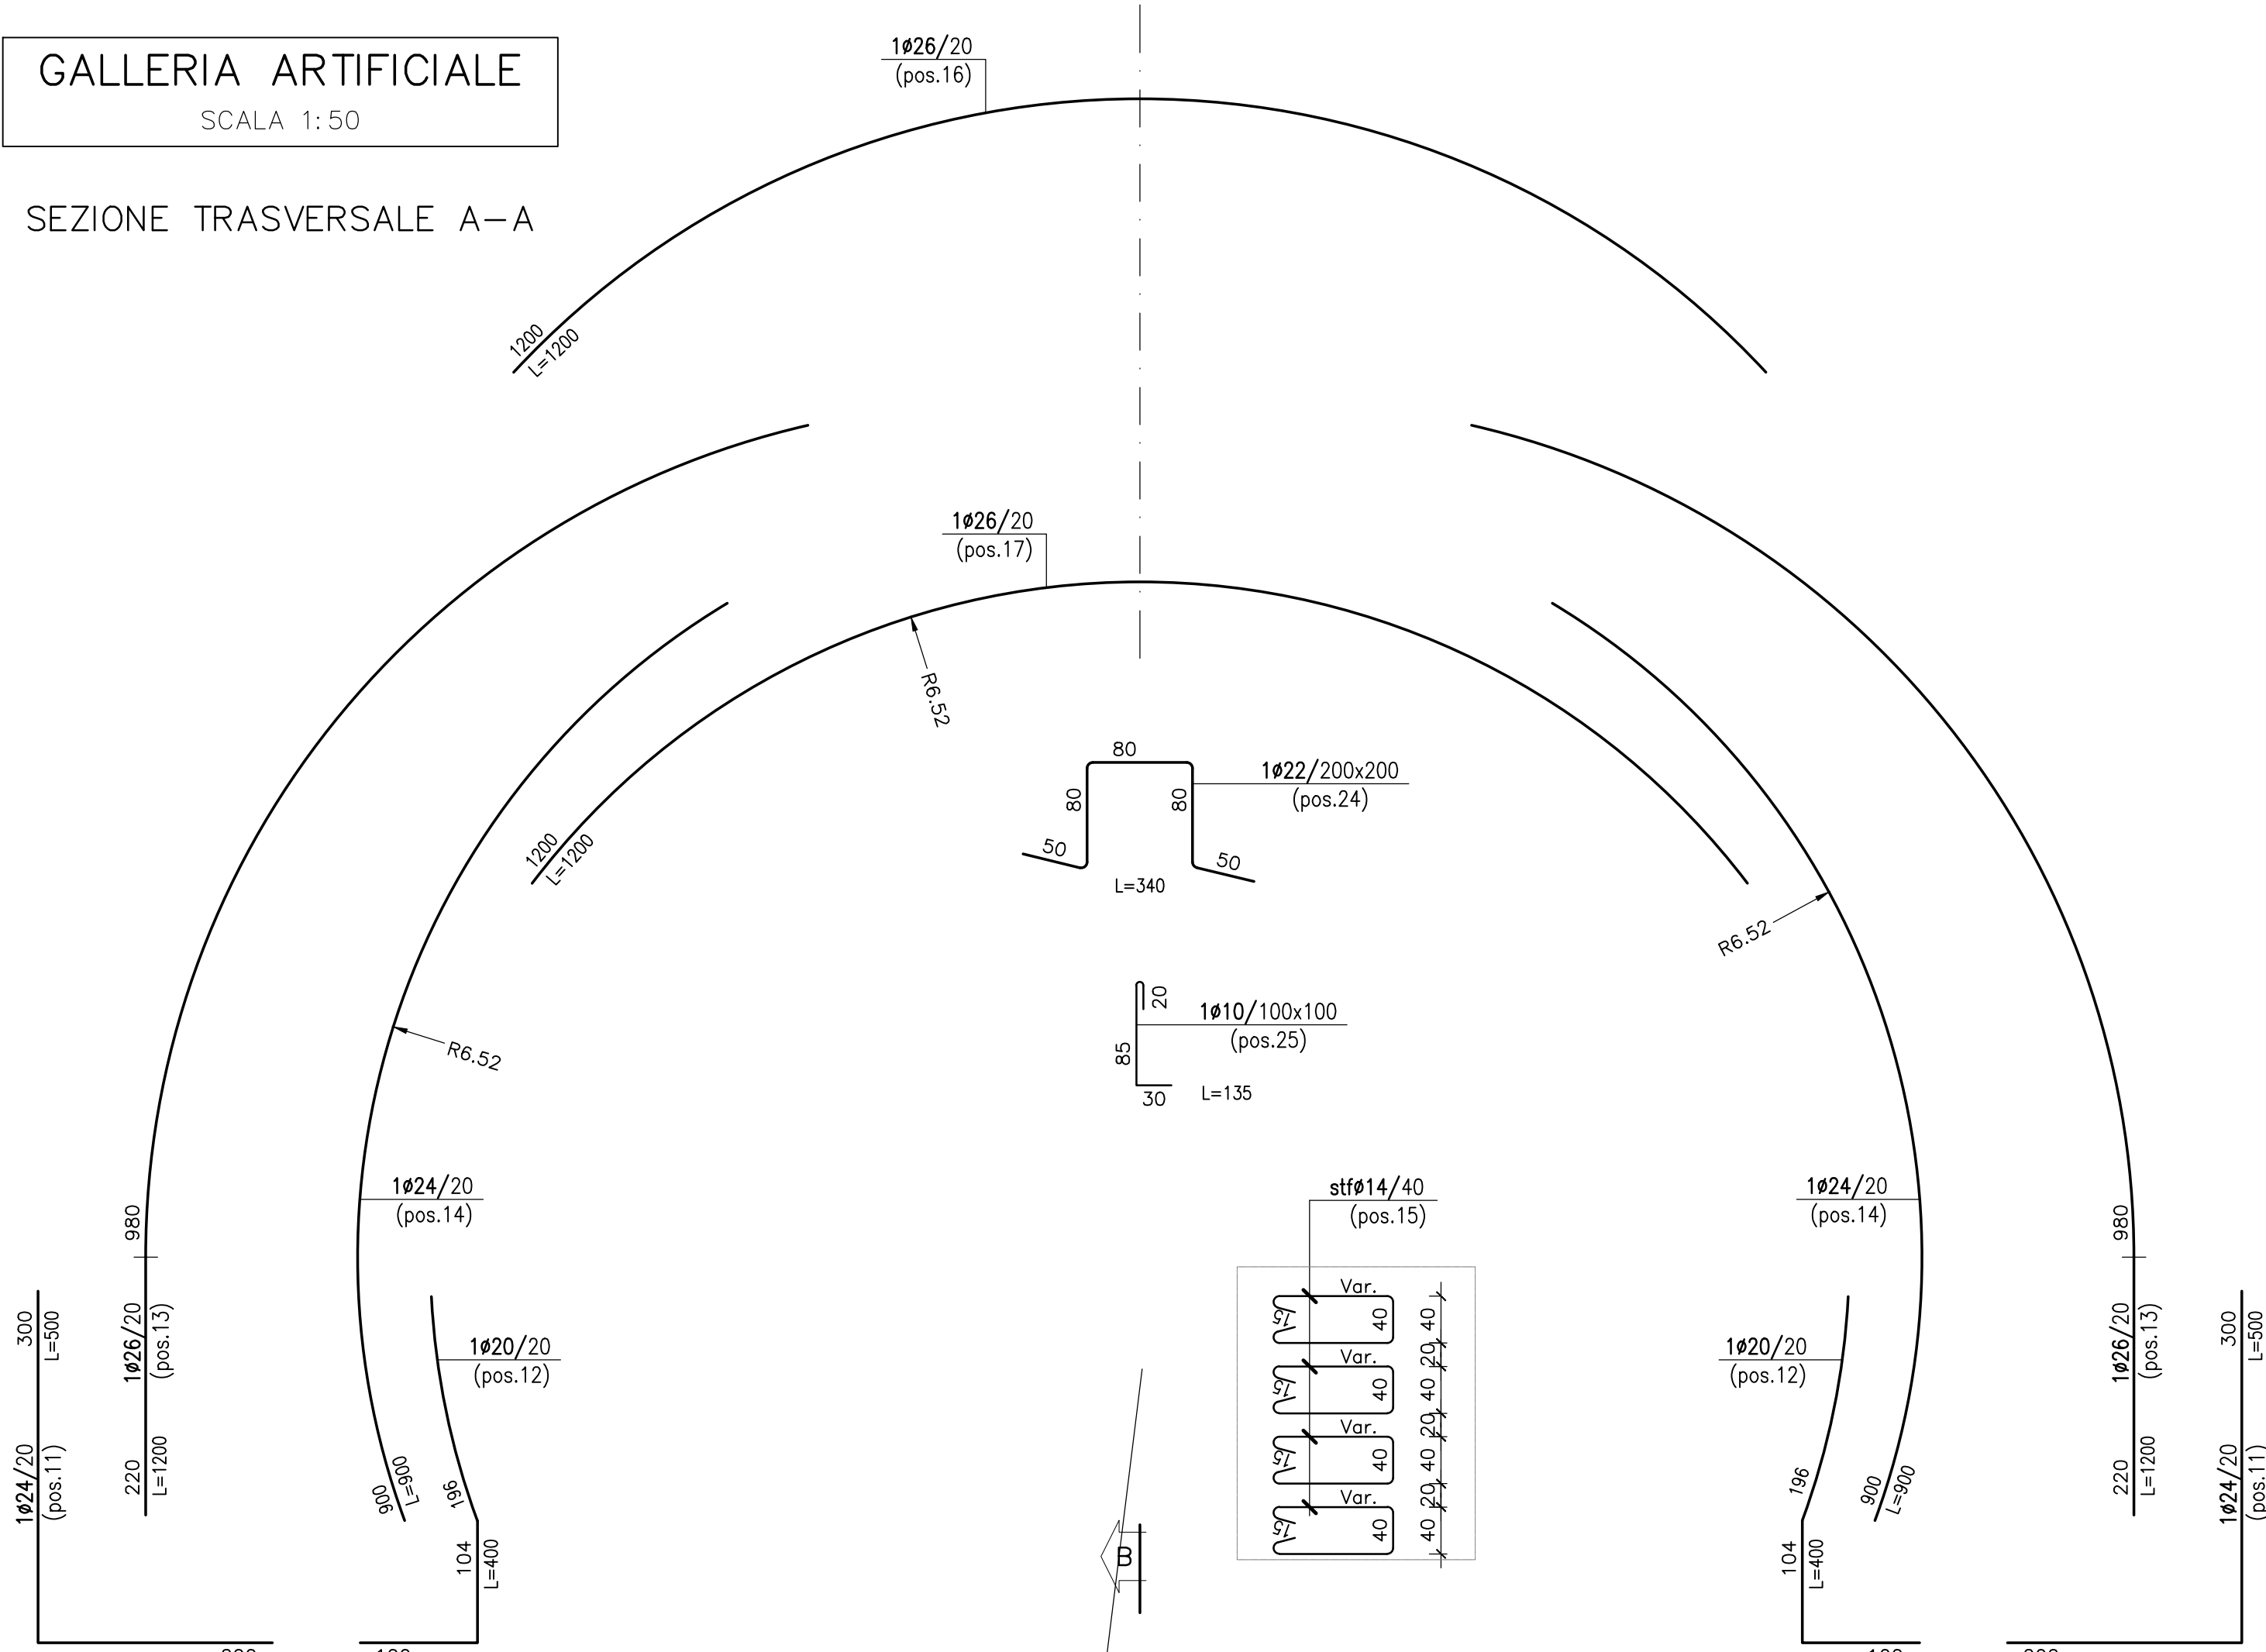 GALLERIA ARTIFICIALE
SCALA 1:50
SEZIONE TRASVERSALE A-A
1ø26/20
(pos.16)
1200
L=1200
1ø26/20
(pos.17)
R6.52
1200
L=1200
80
80
80
50
50
1ø22/200x200
(pos.24)
L=340
R6.52
20
1ø10/100x100
(pos.25)
85
30
L=135
R6.52
980
1ø24/20
(pos.14)
stfø14/40
(pos.15)
1ø24/20
(pos.14)
980
300
L=500
1ø26/20
(pos.13)
1ø20/20
(pos.12)
Var.
15
40
40
20
Var.
15
40
40
20
Var.
15
40
40
20
Var.
15
40
40
1ø20/20
(pos.12)
1ø26/20
(pos.13)
300
L=500
1ø24/20
(pos.11)
220
L=1200
900
L=900
196
196
900
L=900
220
L=1200
1ø24/20
(pos.11)
104
L=400
B
104
L=400